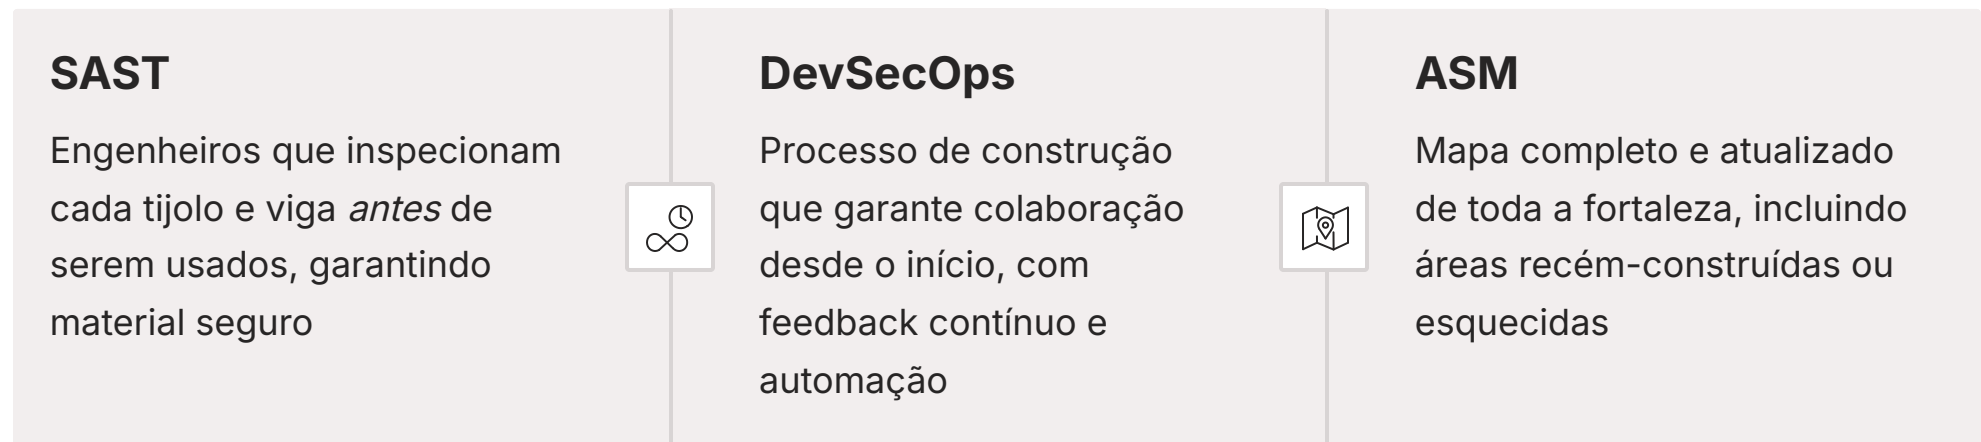 SAST
Engenheiros que inspecionam
cada tijolo e viga antes de
serem usados, garantindo
material seguro
DevSecOps
Processo de construção
que garante colaboração
desde o início, com
feedback contínuo e
automação
ASM
Mapa completo e atualizado
de toda a fortaleza, incluindo
áreas recém-construídas ou
esquecidas